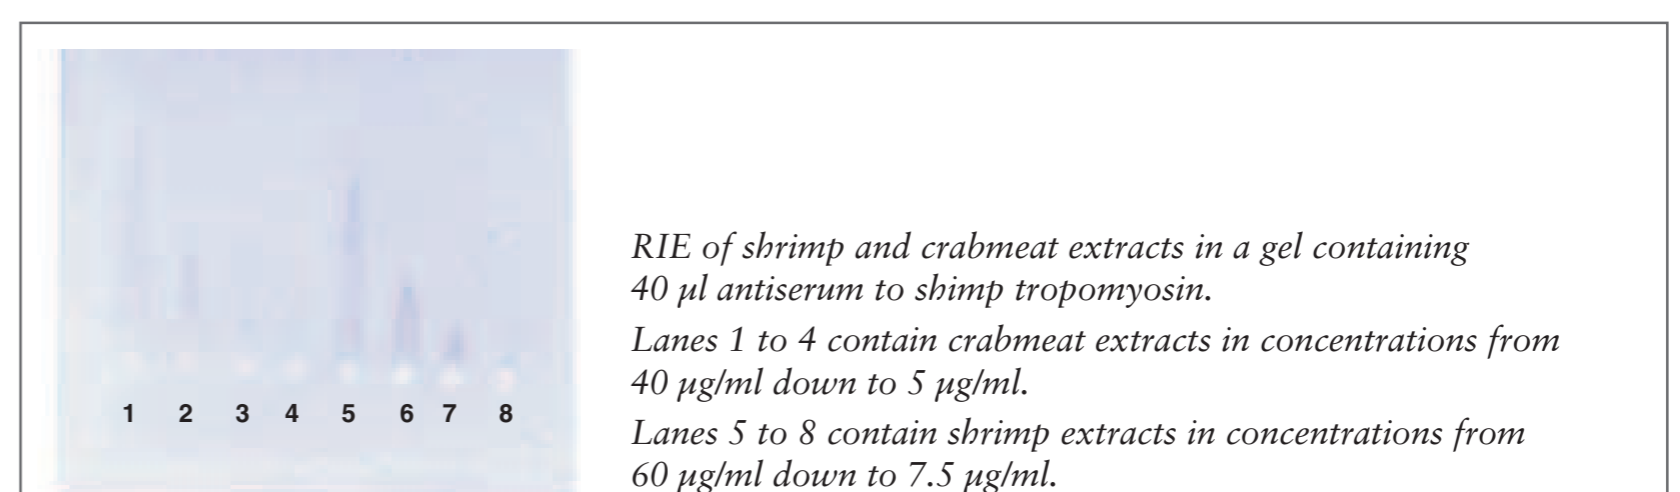 1 2 3 4 5 6 7 8
RIE of shrimp and crabmeat extracts in a gel containing
40 µl antiserum to shimp tropomyosin.
Lanes 1 to 4 contain crabmeat extracts in concentrations from
40 µg/ml down to 5 µg/ml.
Lanes 5 to 8 contain shrimp extracts in concentrations from
60 µg/ml down to 7.5 µg/ml.